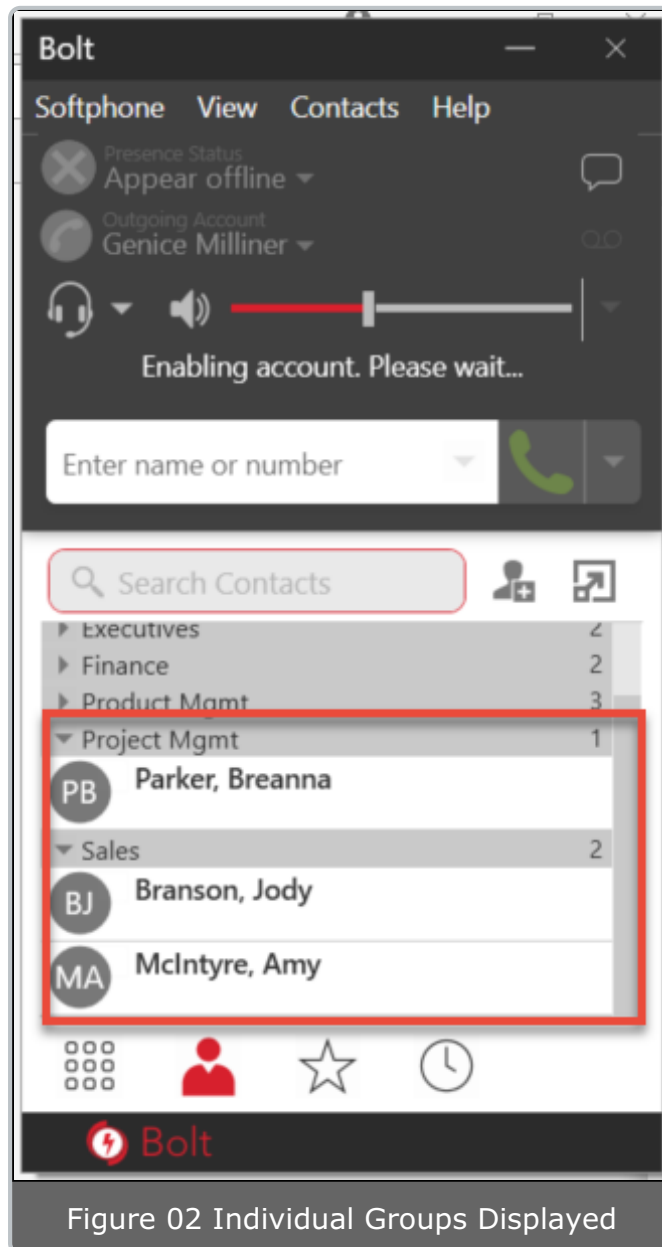 Bolt
Softphone View Contacts Help
Presence Status
Appear offline
Outgoing Account
Genice Milliner
Enabling account. Please wait...
Enter name or number
Search Contacts
Executives 2
Finance 2
Product Mgmt 3
Project Mgmt 1
PB Parker, Breanna
Sales 2
BJ Branson, Jody
MA McIntyre, Amy
Bolt
Figure 02 Individual Groups Displayed